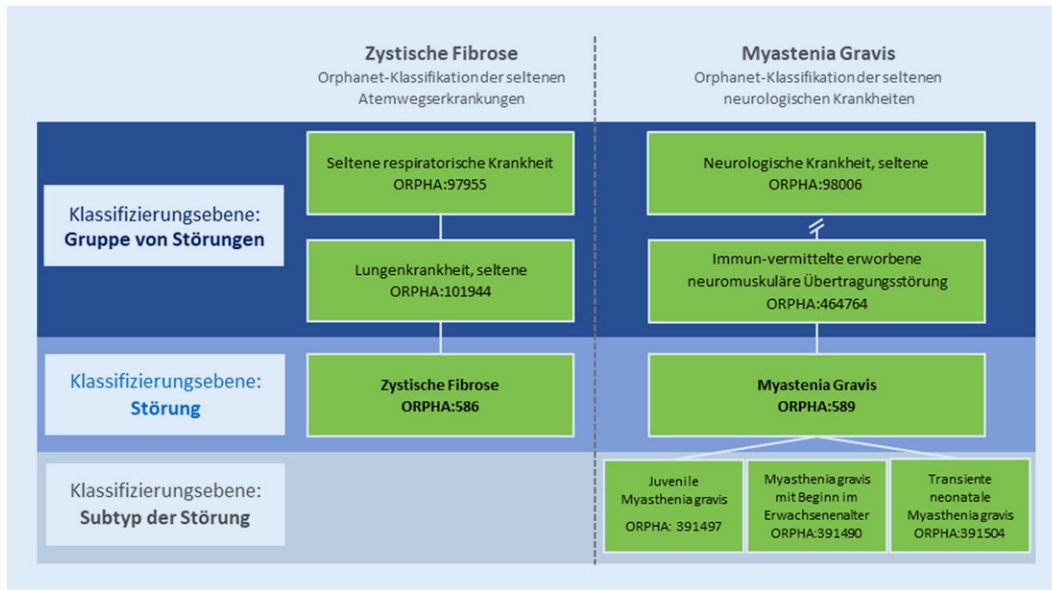 Zystische Fibrose
Orphanet-Klassifikation der seltenen
Atemwegserkrankungen
Myastenia Gravis
Orphanet-Klassifikation der seltenen
neurologischen Krankheiten
Klassifizierungsebene:
Gruppe von Störungen
Seltene respiratorische Krankheit
ORPHA:97955
Neurologische Krankheit, seltene
ORPHA:98006
Lungenkrankheit, seltene
ORPHA:101944
Immun-vermittelte erworbene
neuromuskuläre Übertragungsstörung
ORPHA:464764
Klassifizierungsebene:
Störung
Zystische Fibrose
ORPHA:586
Myastenia Gravis
ORPHA:589
Klassifizierungsebene:
Subtyp der Störung
Juvenile
Myasthenia gravis
ORPHA: 391497
Myasthenia gravis
mit Beginn im
Erwachsenenalter
ORPHA:391490
Transiente
neonatale
Myasthenia gravis
ORPHA:391504